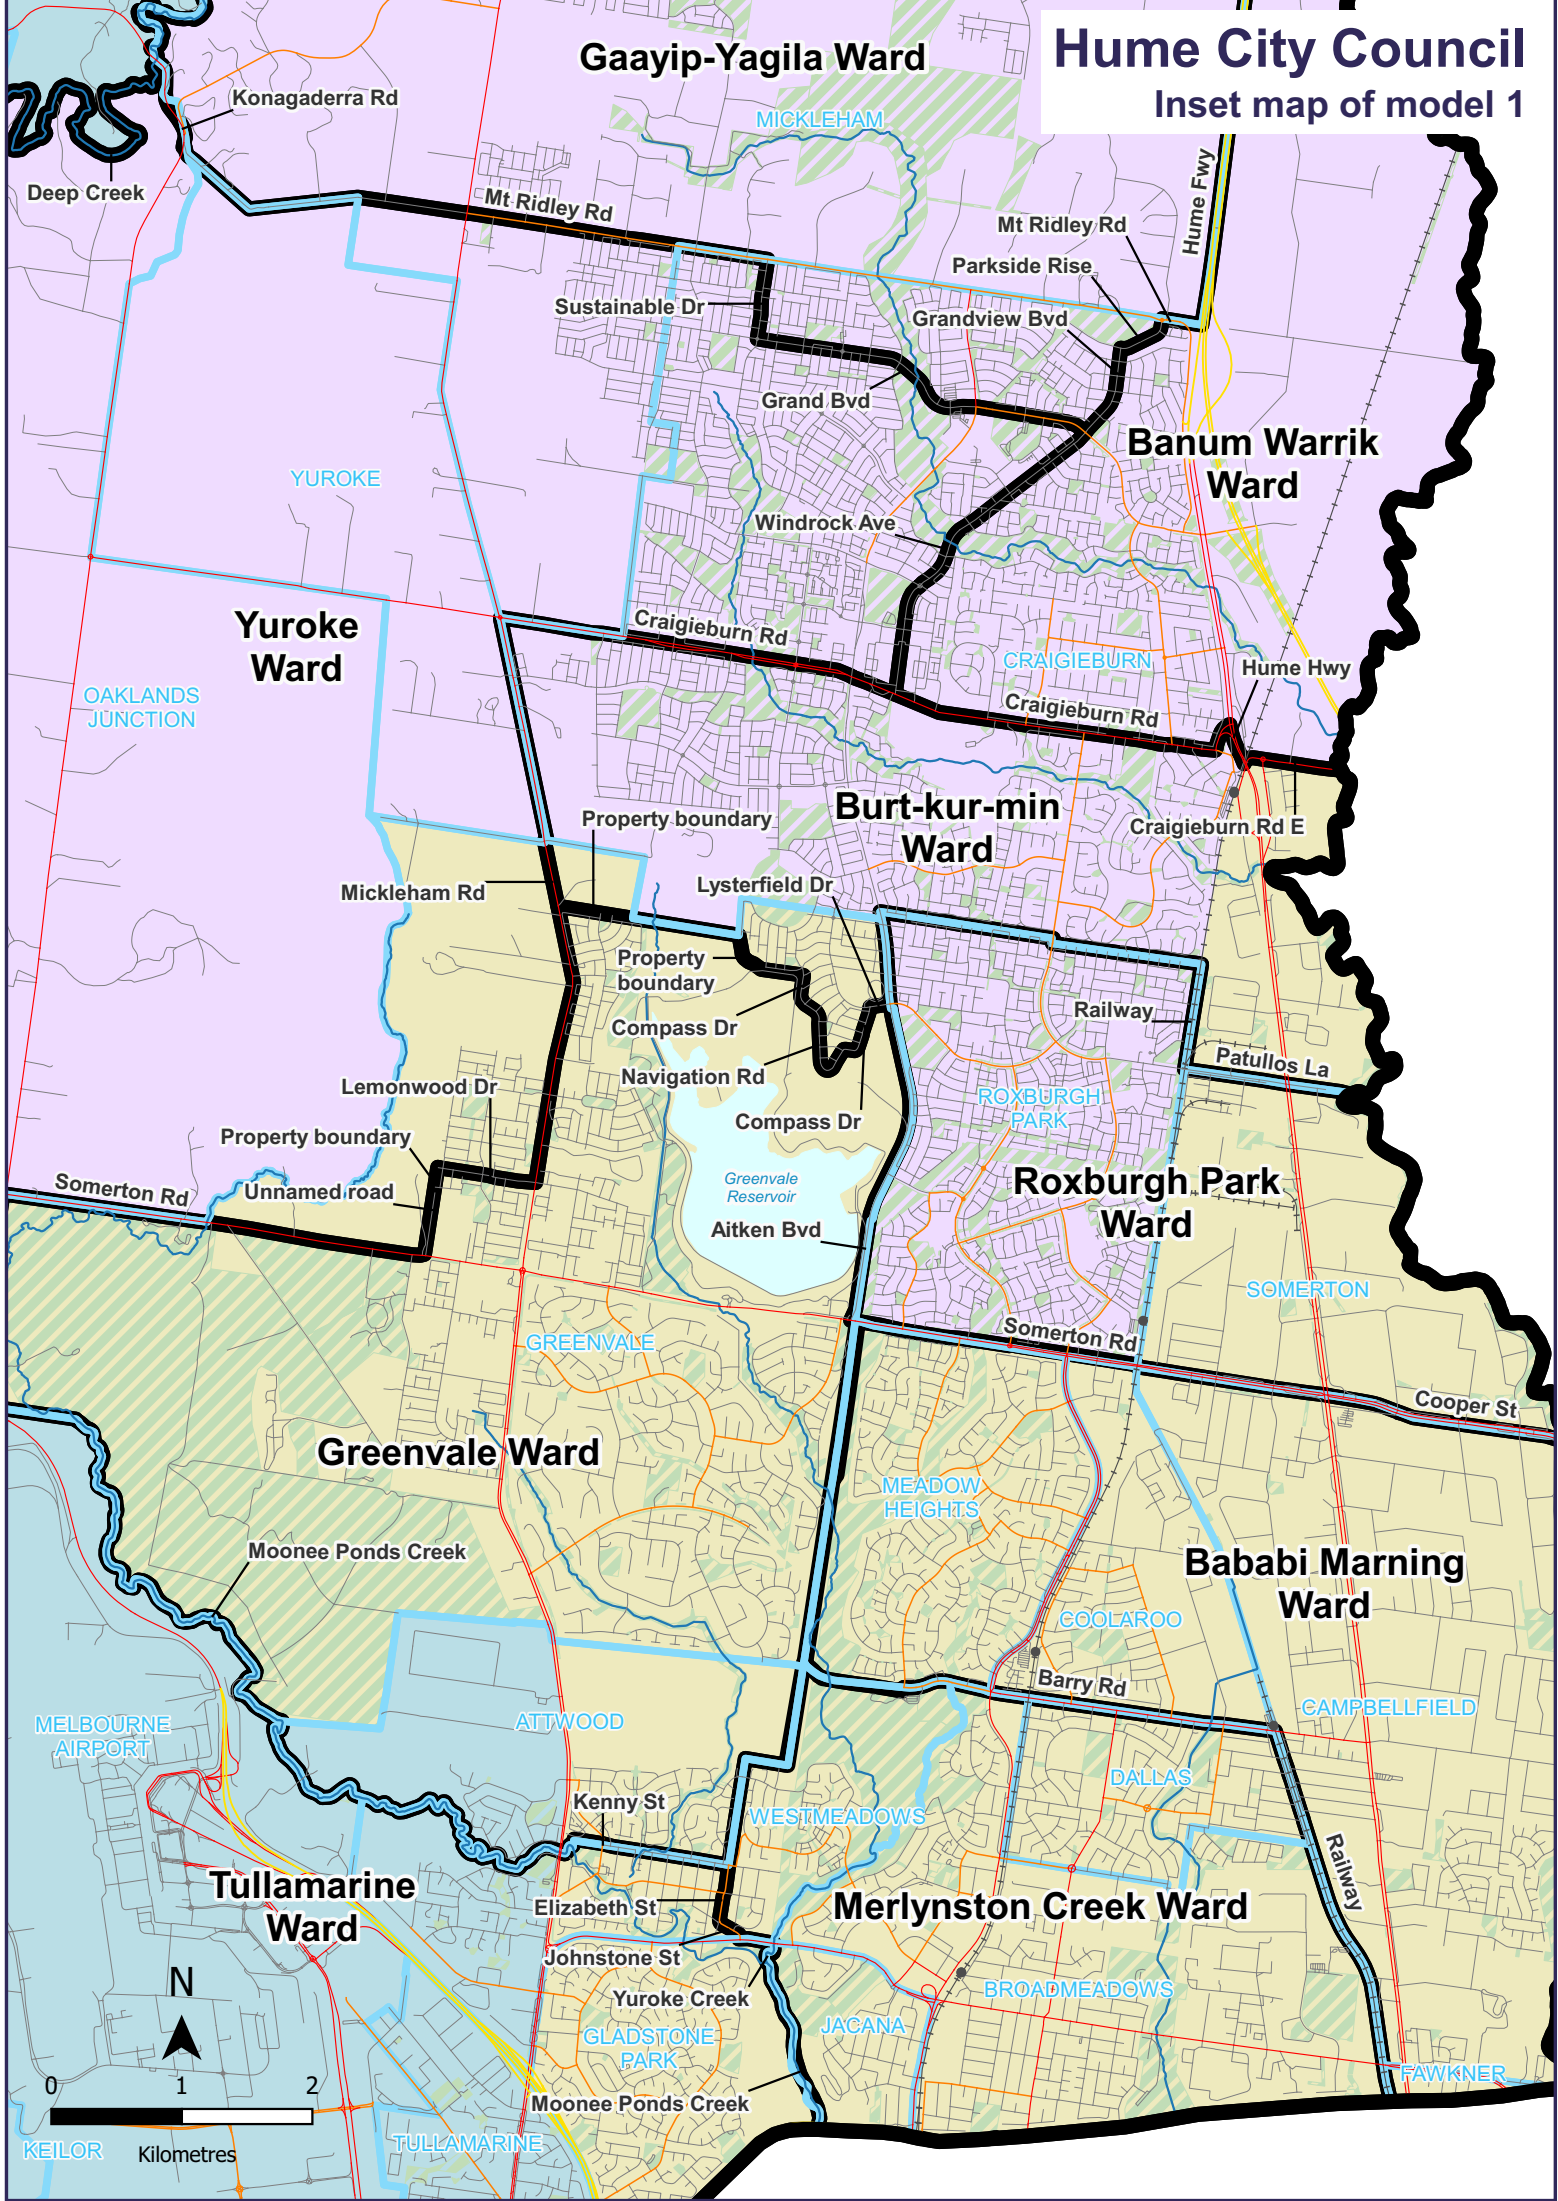 Hume City Council
Inset map of model 1
Gaayip-Yagila Ward
MICKLEHAM
Konagaderra Rd
Deep Creek
Mt Ridley Rd
Hume Fwy
Mt Ridley Rd
Parkside Rise
Sustainable Dr
Grandview Bvd
Grand Bvd
Banum Warrik
Ward
YUROKE
Windrock Ave
Yuroke
Ward
Craigieburn Rd
CRAIGIEBURN
Hume Hwy
OAKLANDS
JUNCTION
Craigieburn Rd
Property boundary
Burt-kur-min
Ward
Craigieburn Rd E
Mickleham Rd
Lysterfield Dr
Property
boundary
Compass Dr
Railway
Navigation Rd
Patullos La
Lemonwood Dr
ROXBURGH
PARK
Compass Dr
Property boundary
Greenvale
Reservoir
Roxburgh Park
Ward
Somerton Rd
Unnamed road
Aitken Bvd
SOMERTON
GREENVALE
Somerton Rd
Cooper St
Greenvale Ward
MEADOW
HEIGHTS
Moonee Ponds Creek
Bababi Marning
Ward
COOLAROO
Barry Rd
MELBOURNE
AIRPORT
ATTWOOD
CAMPBELLFIELD
DALLAS
Kenny St
WESTMEADOWS
Railway
Tullamarine
Ward
Elizabeth St
Merlynston Creek Ward
Johnstone St
N
Yuroke Creek
BROADMEADOWS
GLADSTONE
PARK
JACANA
0 1 2
Kilometres
FAWKNER
Moonee Ponds Creek
KEILOR
TULLAMARINE